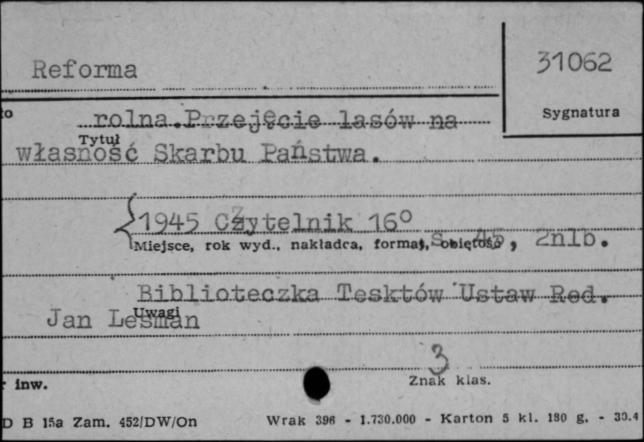 Reforma
31062
Sygnatura
rolna.Przejęcie lasów na
Tytuł
własność Skarbu Państwa.
1945 Czytelnik 16°
Miejsce, rok wyd., nakładca, format, objętość
s. 45, 2nlb.
Biblioteczka Tesktów Ustaw Red.
Uwagi
Jan Lesman
3
inw.
Znak klas.
D B 15a Zam. 452/DW/On
Wrak 396 - 1.730.000 - Karton 5 kl. 180 g. - 30.4